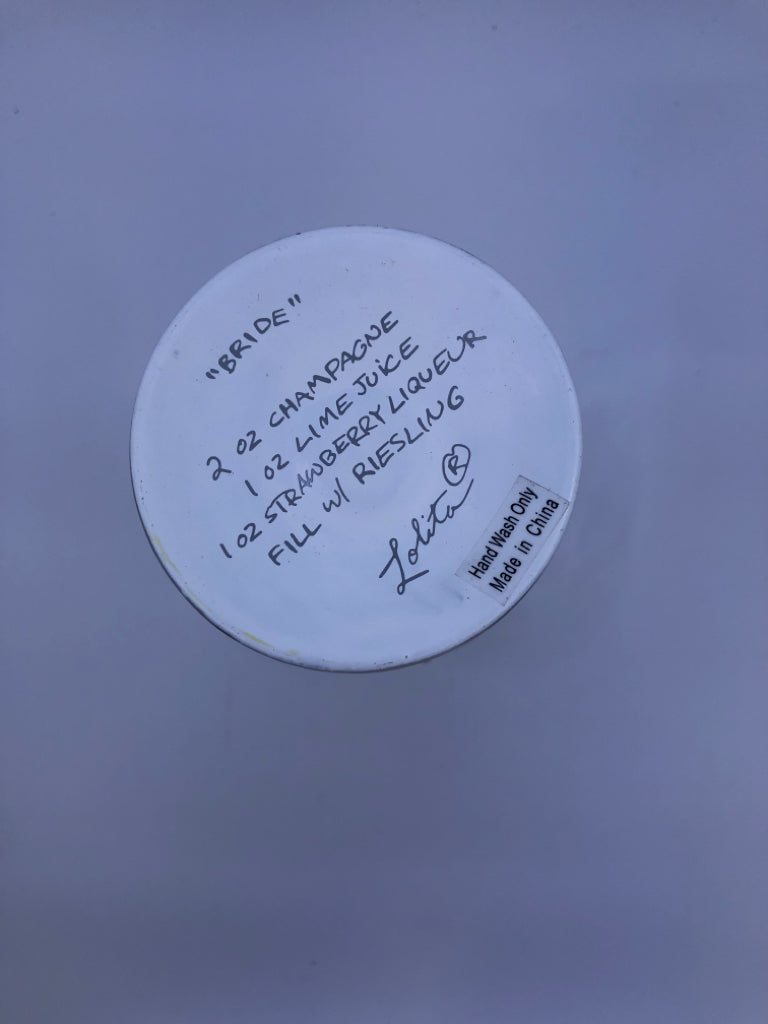 "BRIDE"
2 OZ CHAMPAGNE
1 OZ LIME JUICE
1 OZ STRAWBERRY LIQUEUR
FILL W/ RIESLING
Lolita ®
Hand Wash Only
Made in China